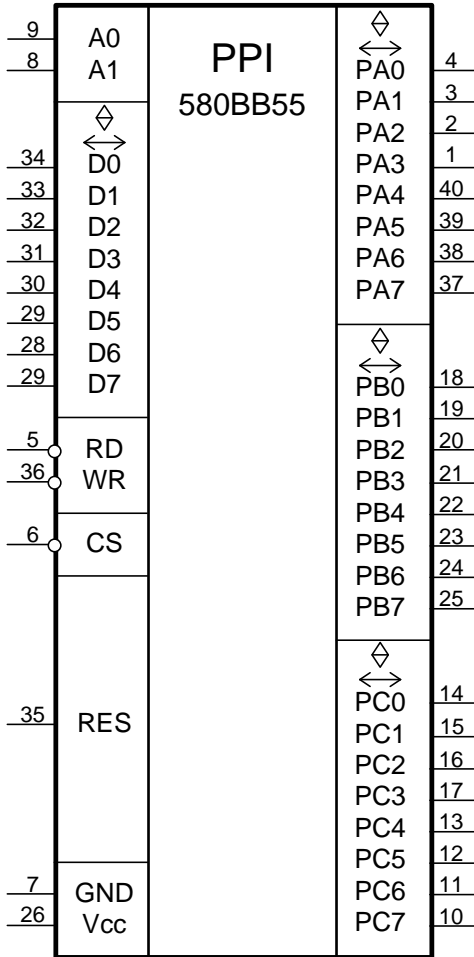 PPI
580BB55
9 A0
8 A1
34 D0
33 D1
32 D2
31 D3
30 D4
29 D5
28 D6
29 D7
5 RD
36 WR
6 CS
35 RES
7 GND
26 Vcc
PA0 4
PA1 3
PA2 2
PA3 1
PA4 40
PA5 39
PA6 38
PA7 37
PB0 18
PB1 19
PB2 20
PB3 21
PB4 22
PB5 23
PB6 24
PB7 25
PC0 14
PC1 15
PC2 16
PC3 17
PC4 13
PC5 12
PC6 11
PC7 10